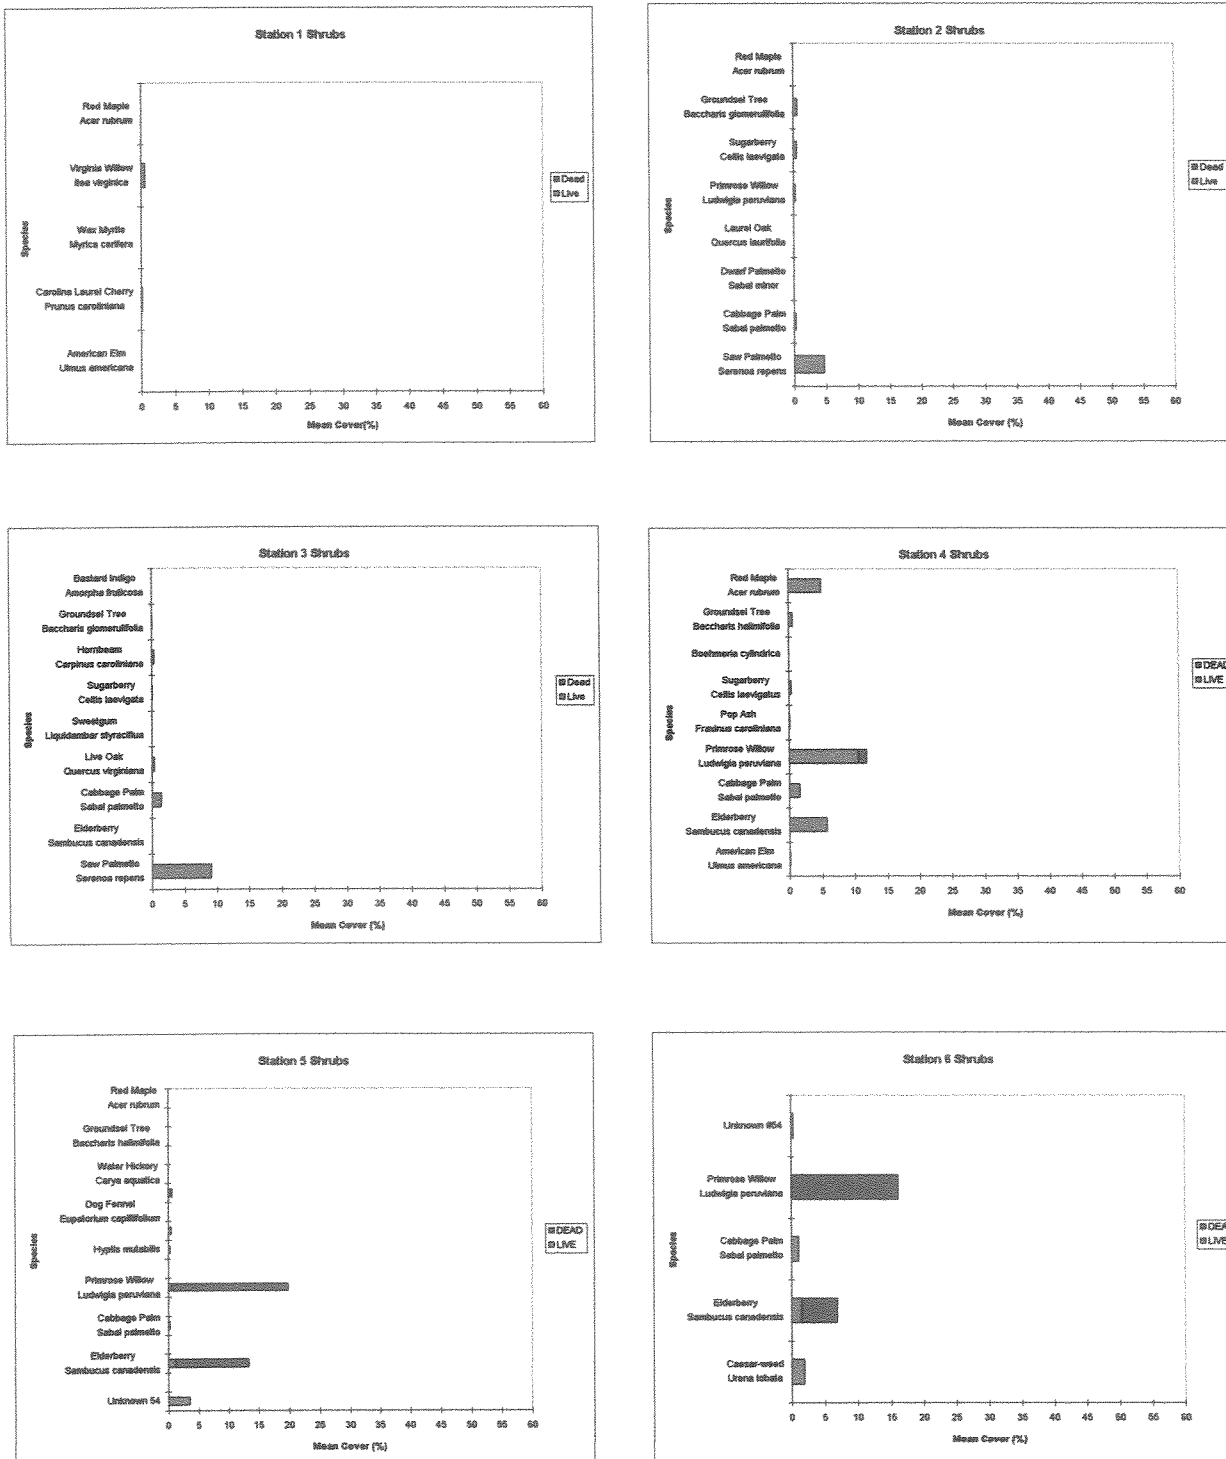 Station 1 Shrubs
Species
Red Maple
Acer rubrum
Virginia Willow
Itea virginica
Wax Myrtle
Myrica cerifera
Carolina Laurel Cherry
Prunus caroliniana
American Elm
Ulmus americana
0 5 10 15 20 25 30 35 40 45 50 55 60
Mean Cover(%)
Dead
Live
Station 2 Shrubs
Species
Red Maple
Acer rubrum
Groundsel Tree
Baccharis glomerulifolia
Sugarberry
Celtis laevigata
Primrose Willow
Ludwigia peruviana
Laurel Oak
Quercus laurifolia
Dwarf Palmetto
Sabal minor
Cabbage Palm
Sabal palmetto
Saw Palmetto
Serenoa repens
0 5 10 15 20 25 30 35 40 45 50 55 60
Mean Cover (%)
Dead
Live
Station 3 Shrubs
Species
Bastard Indigo
Amorpha fruticosa
Groundsel Tree
Baccharis glomerulifolia
Hornbeam
Carpinus caroliniana
Sugarberry
Celtis laevigata
Sweetgum
Liquidambar styraciflua
Live Oak
Quercus virginiana
Cabbage Palm
Sabal palmetto
Elderberry
Sambucus canadensis
Saw Palmetto
Serenoa repens
0 5 10 15 20 25 30 35 40 45 50 55 60
Mean Cover (%)
Dead
Live
Station 4 Shrubs
Species
Red Maple
Acer rubrum
Groundsel Tree
Baccharis halimifolia
Boehmeria cylindrica
Sugarberry
Celtis laevigatus
Pop Ash
Fraxinus caroliniana
Primrose Willow
Ludwigia peruviana
Cabbage Palm
Sabal palmetto
Elderberry
Sambucus canadensis
American Elm
Ulmus americana
0 5 10 15 20 25 30 35 40 45 50 55 60
Mean Cover (%)
DEAD
LIVE
Station 5 Shrubs
Species
Red Maple
Acer rubrum
Groundsel Tree
Baccharis halimifolia
Water Hickory
Carya aquatica
Dog Fennel
Eupatorium capillifolium
Hyptis mutabilis
Primrose Willow
Ludwigia peruviana
Cabbage Palm
Sabal palmetto
Elderberry
Sambucus canadensis
Unknown 54
0 5 10 15 20 25 30 35 40 45 50 55 60
Mean Cover (%)
DEAD
LIVE
Station 6 Shrubs
Species
Unknown #54
Primrose Willow
Ludwigia peruviana
Cabbage Palm
Sabal palmetto
Elderberry
Sambucus canadensis
Caesar-weed
Urena lobata
0 5 10 15 20 25 30 35 40 45 50 55 60
Mean Cover (%)
DEA
LIVE